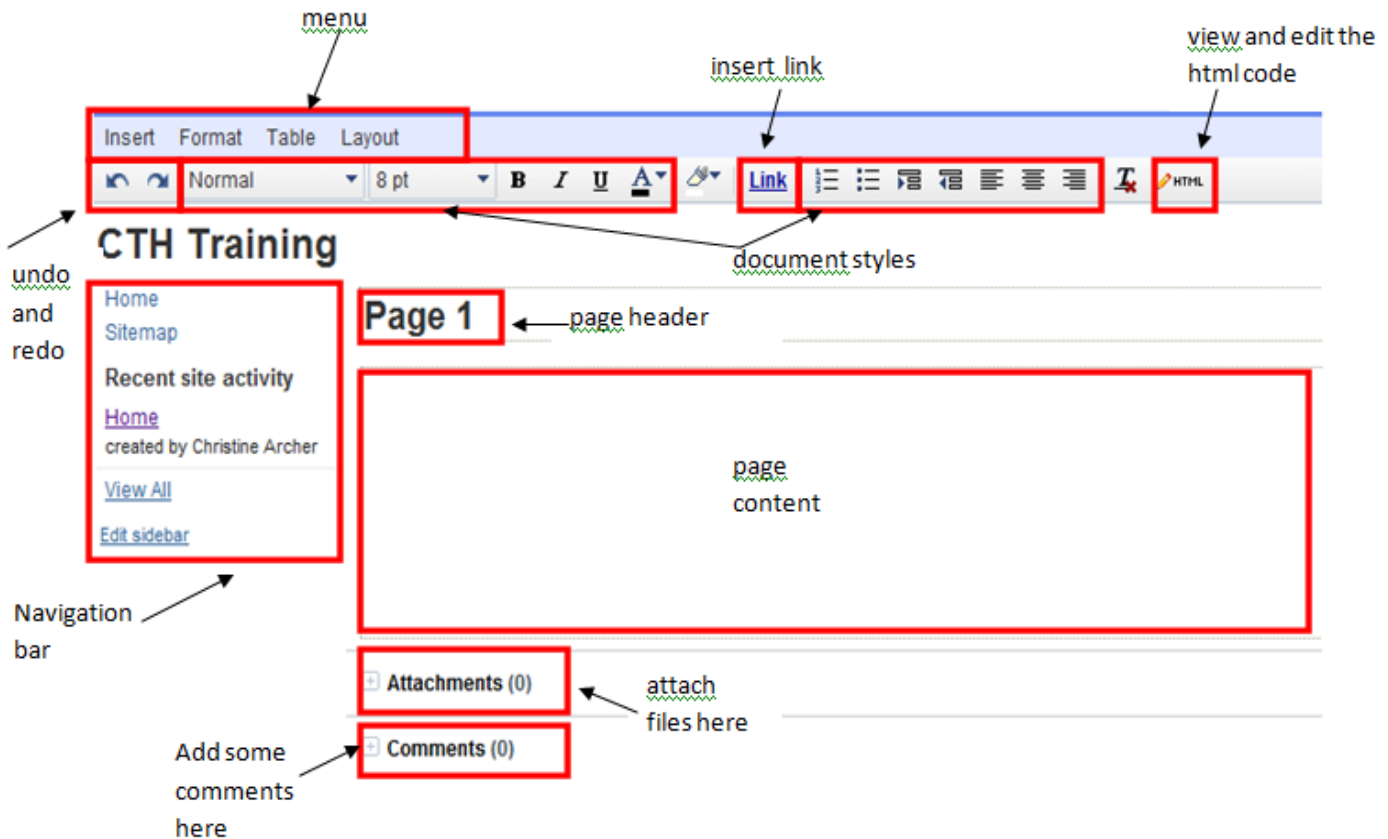 menu
insert link
view and edit the
html code
Insert Format Table Layout
Normal 8 pt B I U A Link T HTML
CTH Training
undo
and
redo
document styles
Home
Sitemap
Recent site activity
Home
created by Christine Archer
View All
Edit sidebar
Page 1
page header
page
content
Navigation
bar
Attachments (0)
attach
files here
Comments (0)
Add some
comments
here